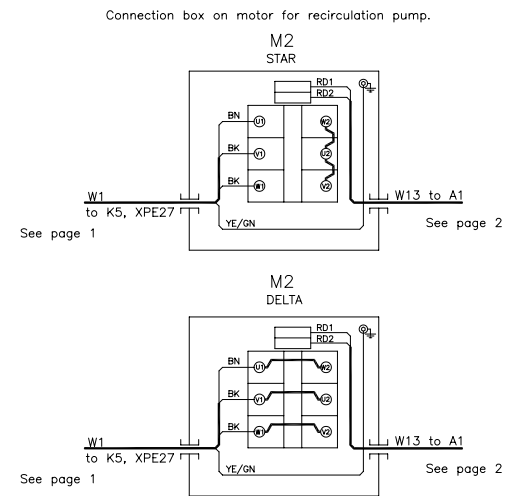 Connection box on motor for recirculation pump.
M2
STAR
RD1
RD2
BN
U1
W2
BK
V1
U2
BK
W1
V2
W1
W13 to A1
to K5, XPE27
YE/GN
See page 2
See page 1
M2
DELTA
RD1
RD2
BN
U1
W2
BK
V1
U2
BK
W1
V2
W1
W13 to A1
to K5, XPE27
YE/GN
See page 2
See page 1